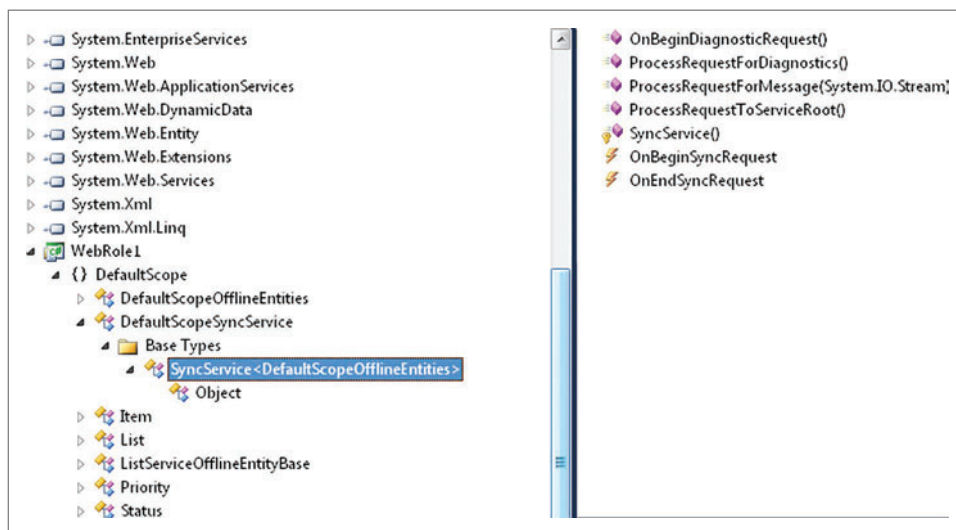 System.EnterpriseServices
System.Web
System.Web.ApplicationServices
System.Web.DynamicData
System.Web.Entity
System.Web.Extensions
System.Web.Services
System.Xml
System.Xml.Linq
WebRole1
{} DefaultScope
DefaultScopeOfflineEntities
DefaultScopeSyncService
Base Types
SyncService<DefaultScopeOfflineEntities>
Object
Item
List
ListServiceOfflineEntityBase
Priority
Status
OnBeginDiagnosticRequest()
ProcessRequestForDiagnostics()
ProcessRequestForMessage(System.IO.Stream)
ProcessRequestToServiceRoot()
SyncService()
OnBeginSyncRequest
OnEndSyncRequest